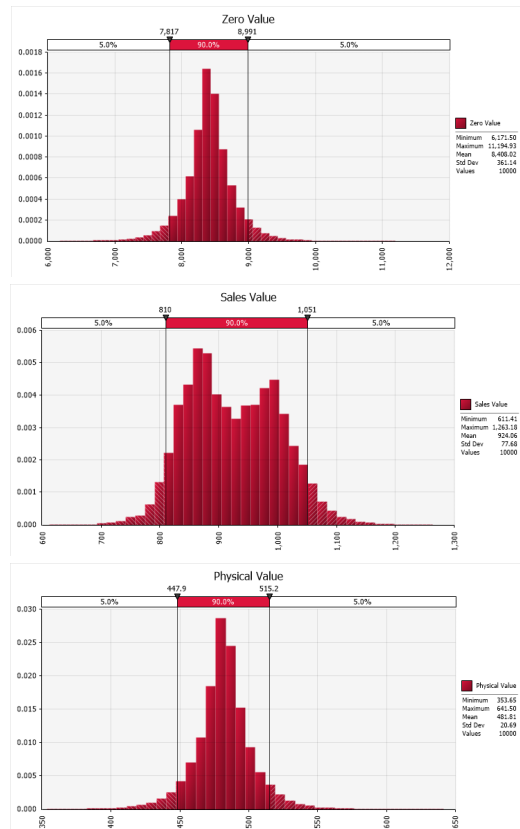 Zero Value
7,817 8,991
5.0% 90.0% 5.0%
0.0018
0.0016
0.0014
0.0012
0.0010
0.0008
0.0006
0.0004
0.0002
0.0000
6,000 7,000 8,000 9,000 10,000 11,000 12,000
Zero Value
Minimum 6,171.50
Maximum 11,194.93
Mean 8,408.02
Std Dev 361.14
Values 10000
Sales Value
810 1,051
5.0% 90.0% 5.0%
0.006
0.005
0.004
0.003
0.002
0.001
0.000
600 700 800 900 1,000 1,100 1,200 1,300
Sales Value
Minimum 611.41
Maximum 1,263.18
Mean 924.06
Std Dev 77.68
Values 10000
Physical Value
447.9 515.2
5.0% 90.0% 5.0%
0.030
0.025
0.020
0.015
0.010
0.005
0.000
350 400 450 500 550 600 650
Physical Value
Minimum 353.65
Maximum 641.50
Mean 481.81
Std Dev 20.69
Values 10000